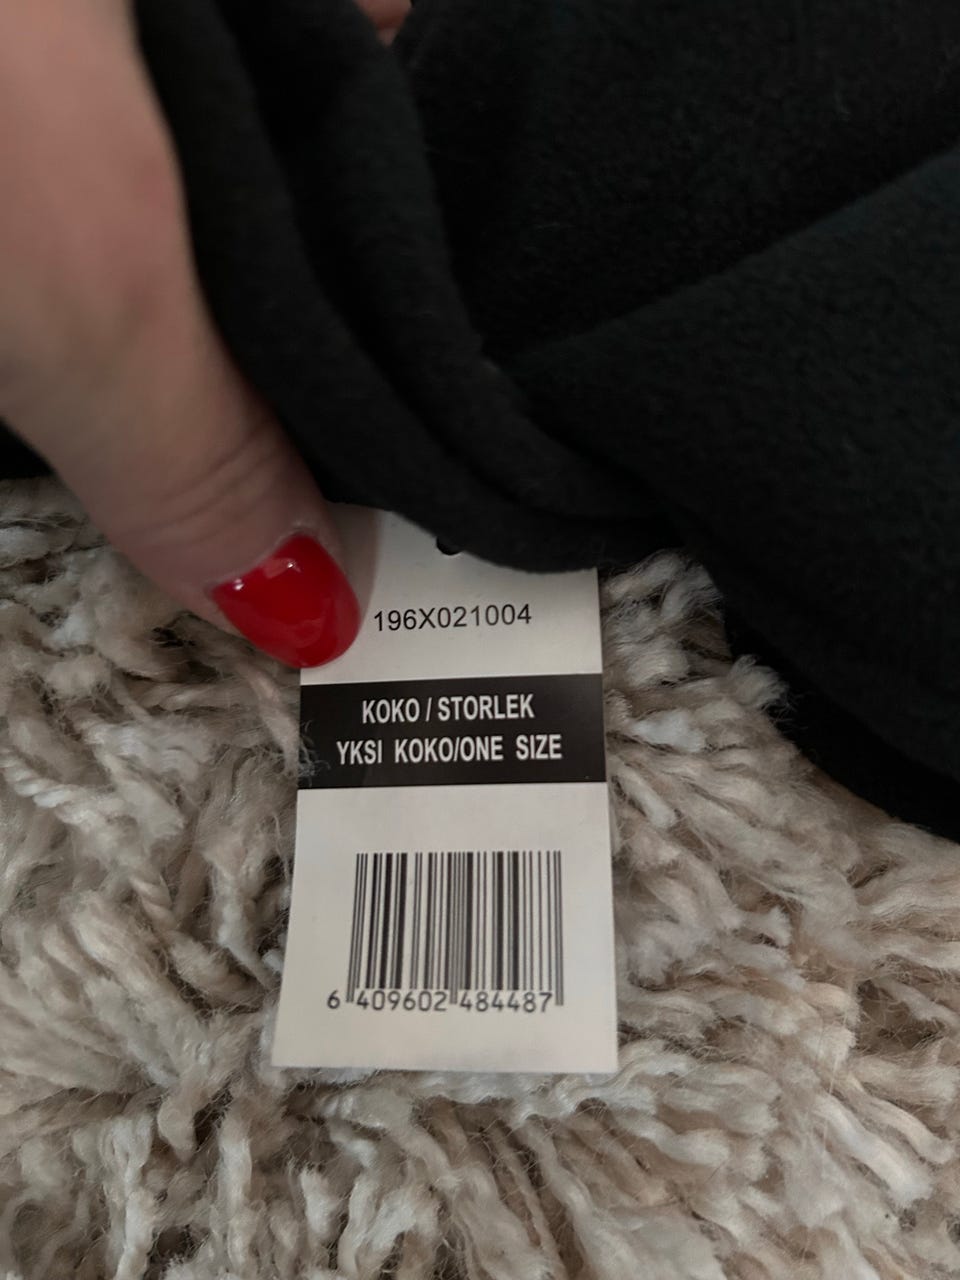 196X021004
KOKO / STORLEK
YKSI KOKO/ONE SIZE
6 409602 484487